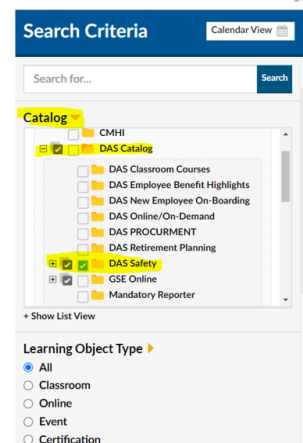 Search Criteria
Calendar View
Search for...
Search
Catalog
CMHI
DAS Catalog
DAS Classroom Courses
DAS Employee Benefit Highlights
DAS New Employee On-Boarding
DAS Online/On-Demand
DAS PROCURMENT
DAS Retirement Planning
DAS Safety
GSE Online
Mandatory Reporter
+ Show List View
Learning Object Type
All
Classroom
Online
Event
Certification